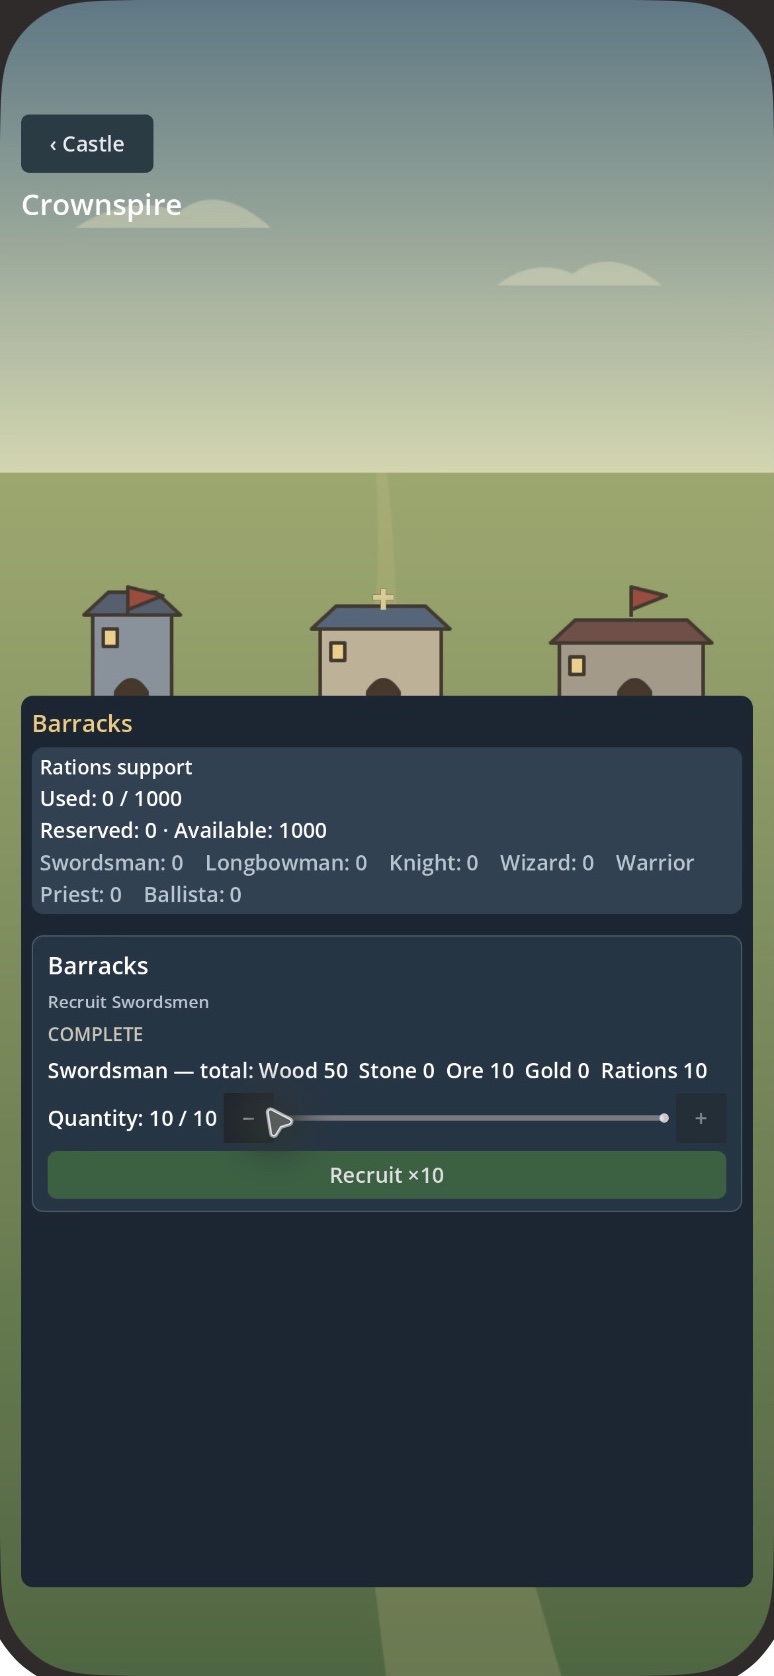 ‹ Castle
Crownspire
Barracks
Rations support
Used: 0 / 1000
Reserved: 0 · Available: 1000
Swordsman: 0 Longbowman: 0 Knight: 0 Wizard: 0 Warrior
Priest: 0 Ballista: 0
Barracks
Recruit Swordsmen
COMPLETE
Swordsman — total: Wood 50 Stone 0 Ore 10 Gold 0 Rations 10
Quantity: 10 / 10 − +
Recruit ×10